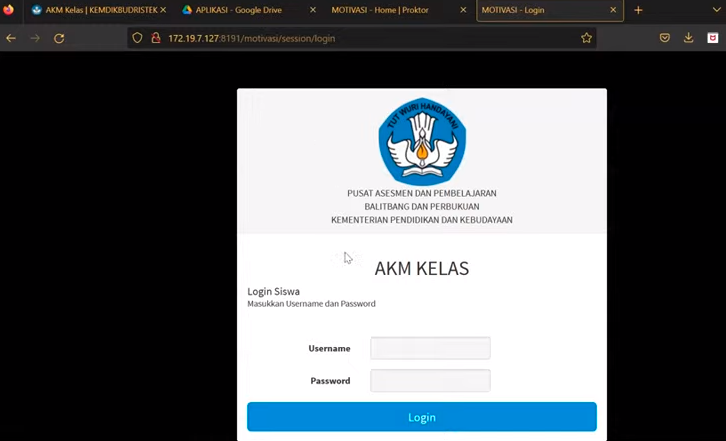 AKM Kelas | KEMDIKBUDRISTEK
APLIKASI - Google Drive
MOTIVASI - Home | Proktor
MOTIVASI - Login
172.19.7.127:8191/motivasi/session/login
TUT WURI HANDAYANI
PUSAT ASESMEN DAN PEMBELAJARAN
BALITBANG DAN PERBUKUAN
KEMENTERIAN PENDIDIKAN DAN KEBUDAYAAN
AKM KELAS
Login Siswa
Masukkan Username dan Password
Username
Password
Login